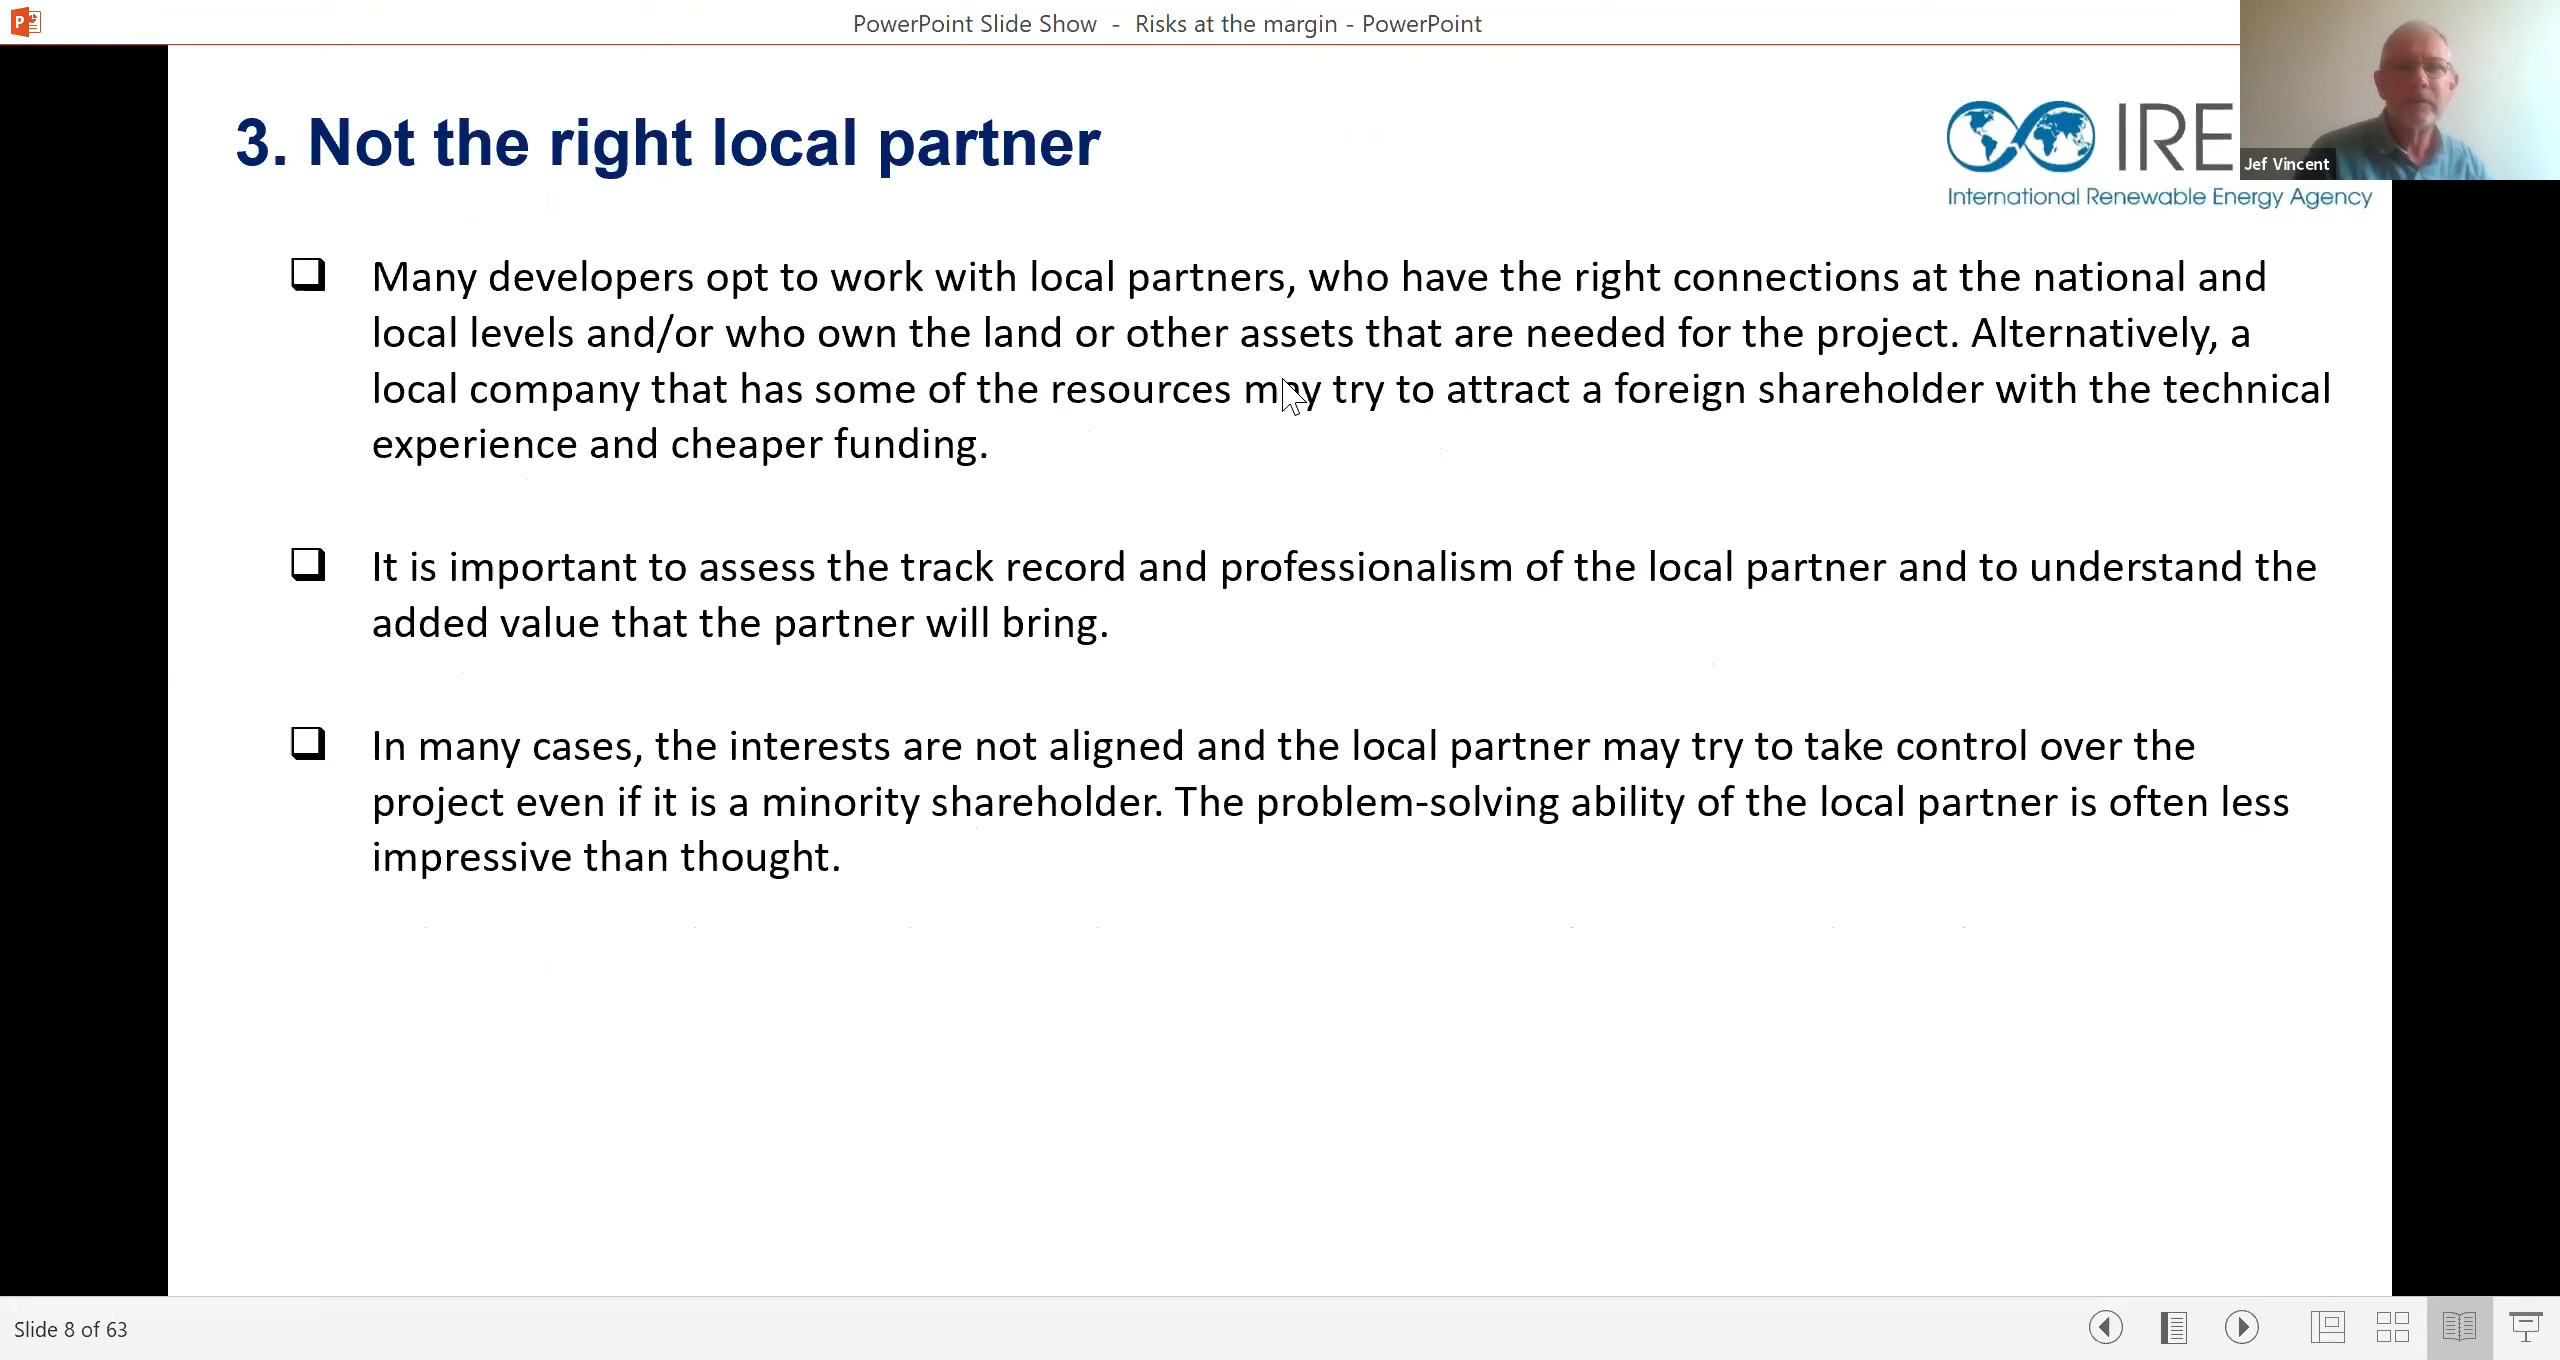 PowerPoint Slide Show - Risks at the margin - PowerPoint
3. Not the right local partner
IRE
International Renewable Energy Agency
Jef Vincent
Many developers opt to work with local partners, who have the right connections at the national and
local levels and/or who own the land or other assets that are needed for the project. Alternatively, a
local company that has some of the resources may try to attract a foreign shareholder with the technical
experience and cheaper funding.
It is important to assess the track record and professionalism of the local partner and to understand the
added value that the partner will bring.
In many cases, the interests are not aligned and the local partner may try to take control over the
project even if it is a minority shareholder. The problem-solving ability of the local partner is often less
impressive than thought.
Slide 8 of 63